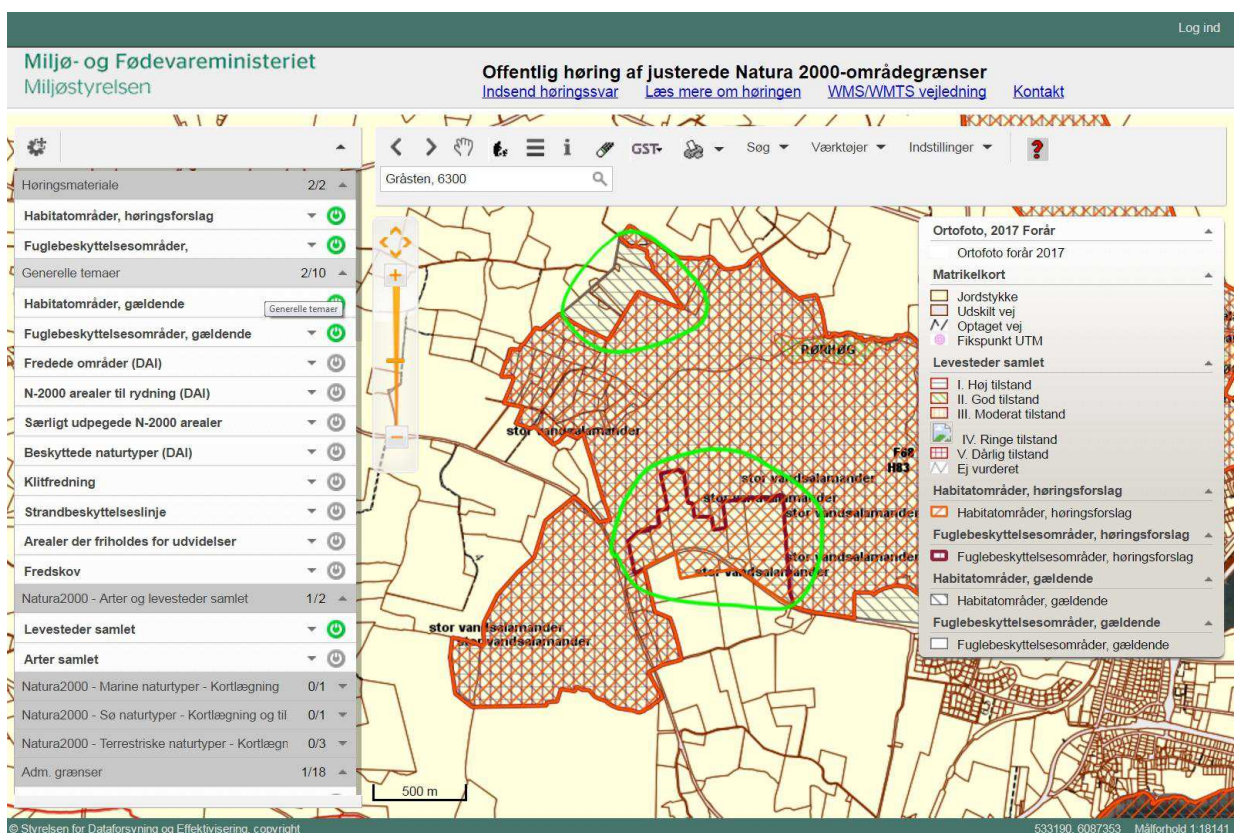 Log ind
Miljø- og Fødevareministeriet
Miljøstyrelsen
Offentlig høring af justerede Natura 2000-områdegrænser
Indsend høringssvar Læs mere om høringen WMS/WMTS vejledning Kontakt
GST Søg Værktøjer Indstillinger ?
Gråsten, 6300
Høringsmateriale 2/2
Habitatområder, høringsforslag
Fuglebeskyttelsesområder,
Generelle temaer 2/10
Habitatområder, gældende
Generelle temaer
Fuglebeskyttelsesområder, gældende
Fredede områder (DAI)
N-2000 arealer til rydning (DAI)
Særligt udpegede N-2000 arealer
Beskyttede naturtyper (DAI)
Klitfredning
Strandbeskyttelseslinje
Arealer der friholdes for udvidelser
Fredskov
Natura2000 - Arter og levesteder samlet 1/2
Levesteder samlet
Arter samlet
Natura2000 - Marine naturtyper - Kortlægning 0/1
Natura2000 - Sø naturtyper - Kortlægning og til 0/1
Natura2000 - Terrestriske naturtyper - Kortlægn 0/3
Adm. grænser 1/18
RØRHØG
stor vandsalamander
F68
H83
stor vandsalamander
stor vandsalamander
stor vandsalamander
stor vandsalamander
stor vandsalamander
stor vandsalamander
stor vandsalamander
500 m
Ortofoto, 2017 Forår
Ortofoto forår 2017
Matrikelkort
Jordstykke
Udskilt vej
Optaget vej
Fikspunkt UTM
Levesteder samlet
I. Høj tilstand
II. God tilstand
III. Moderat tilstand
IV. Ringe tilstand
V. Dårlig tilstand
Ej vurderet
Habitatområder, høringsforslag
Habitatområder, høringsforslag
Fuglebeskyttelsesområder, høringsforslag
Fuglebeskyttelsesområder, høringsforslag
Habitatområder, gældende
Habitatområder, gældende
Fuglebeskyttelsesområder, gældende
Fuglebeskyttelsesområder, gældende
© Styrelsen for Dataforsyning og Effektivisering, copyright
533190, 6087353 Målforhold 1:18141